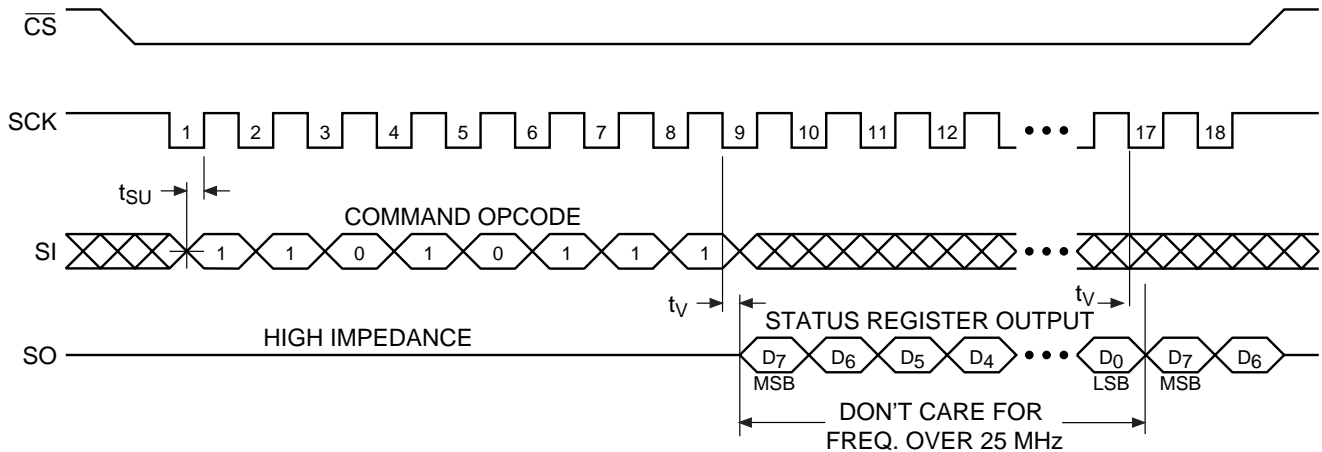 CS
SCK 1 2 3 4 5 6 7 8 9 10 11 12 17 18
tSU
COMMAND OPCODE
SI 1 1 0 1 0 1 1 1
tV tV
STATUS REGISTER OUTPUT
HIGH IMPEDANCE
SO D7 D6 D5 D4 D0 D7 D6
MSB LSB MSB
DON'T CARE FOR
FREQ. OVER 25 MHz